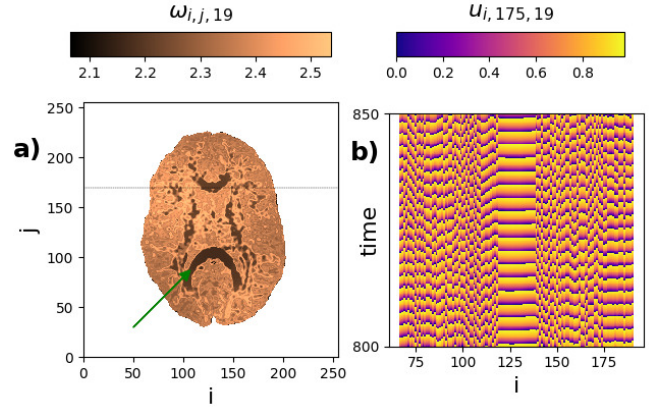 ω_{i,j,19}
u_{i,175,19}
2.1 2.2 2.3 2.4 2.5
0.0 0.2 0.4 0.6 0.8
a)
j
250
200
150
100
50
0
0 50 100 150 200 250
i
b)
time
850
800
75 100 125 150 175
i